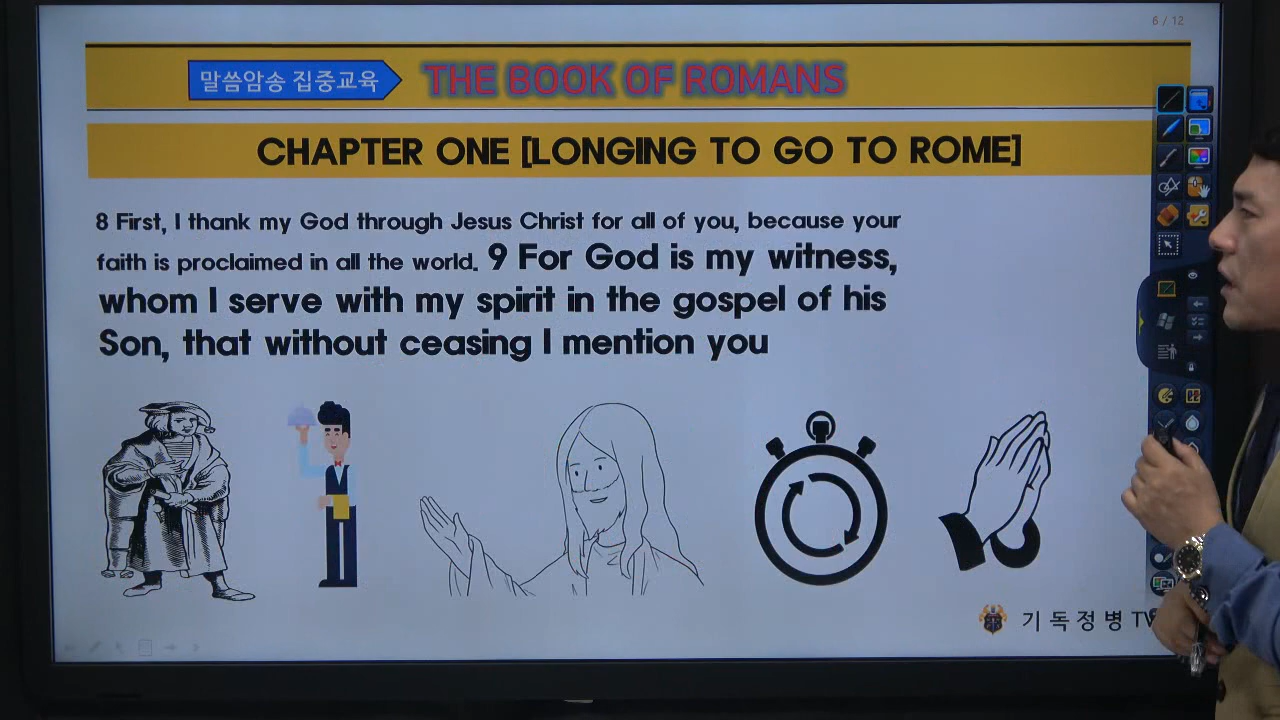 6 / 12
말씀암송 집중교육
THE BOOK OF ROMANS
CHAPTER ONE [LONGING TO GO TO ROME]
8 First, I thank my God through Jesus Christ for all of you, because your
faith is proclaimed in all the world. 9 For God is my witness,
whom I serve with my spirit in the gospel of his
Son, that without ceasing I mention you
기독정병 TV